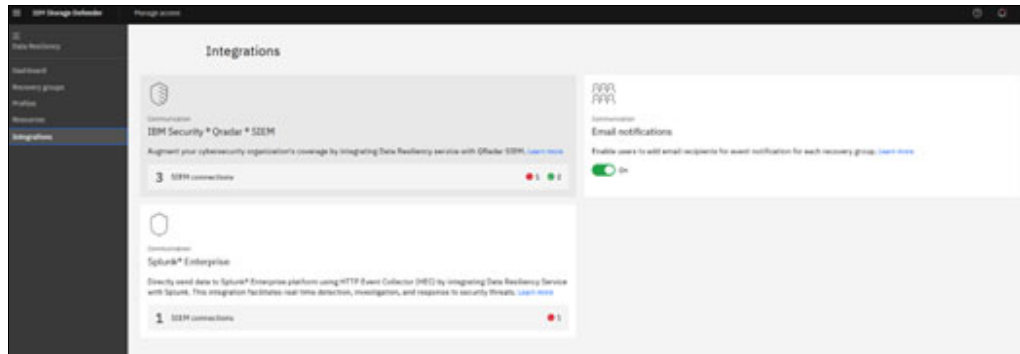 IBM Storage Defender
Manage access
Data Resiliency
Dashboard
Recovery groups
Profiles
Resources
Integrations
Integrations
Communication
IBM Security ® Qradar ® SIEM
Augment your cybersecurity organization's coverage by integrating Data Resiliency service with QRadar SIEM. Learn more
3 SIEM connections
1 2
Communication
Email notifications
Enable users to add email recipients for event notification for each recovery group. Learn more
On
Communication
Splunk® Enterprise
Directly send data to Splunk® Enterprise platform using HTTP Event Collector (HEC) by integrating Data Resiliency Service
with Splunk. This integration facilitates real-time detection, investigation, and response to security threats. Learn more
1 SIEM connections
1